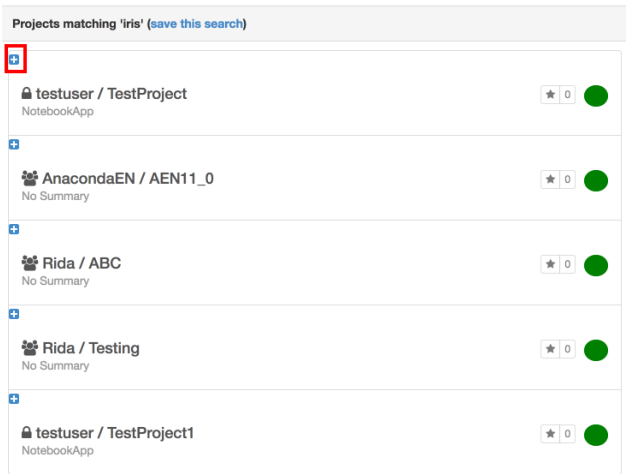 Projects matching 'iris' (save this search)
testuser / TestProject
0
NotebookApp
AnacondaEN / AEN11_0
0
No Summary
Rida / ABC
0
No Summary
Rida / Testing
0
No Summary
testuser / TestProject1
0
NotebookApp